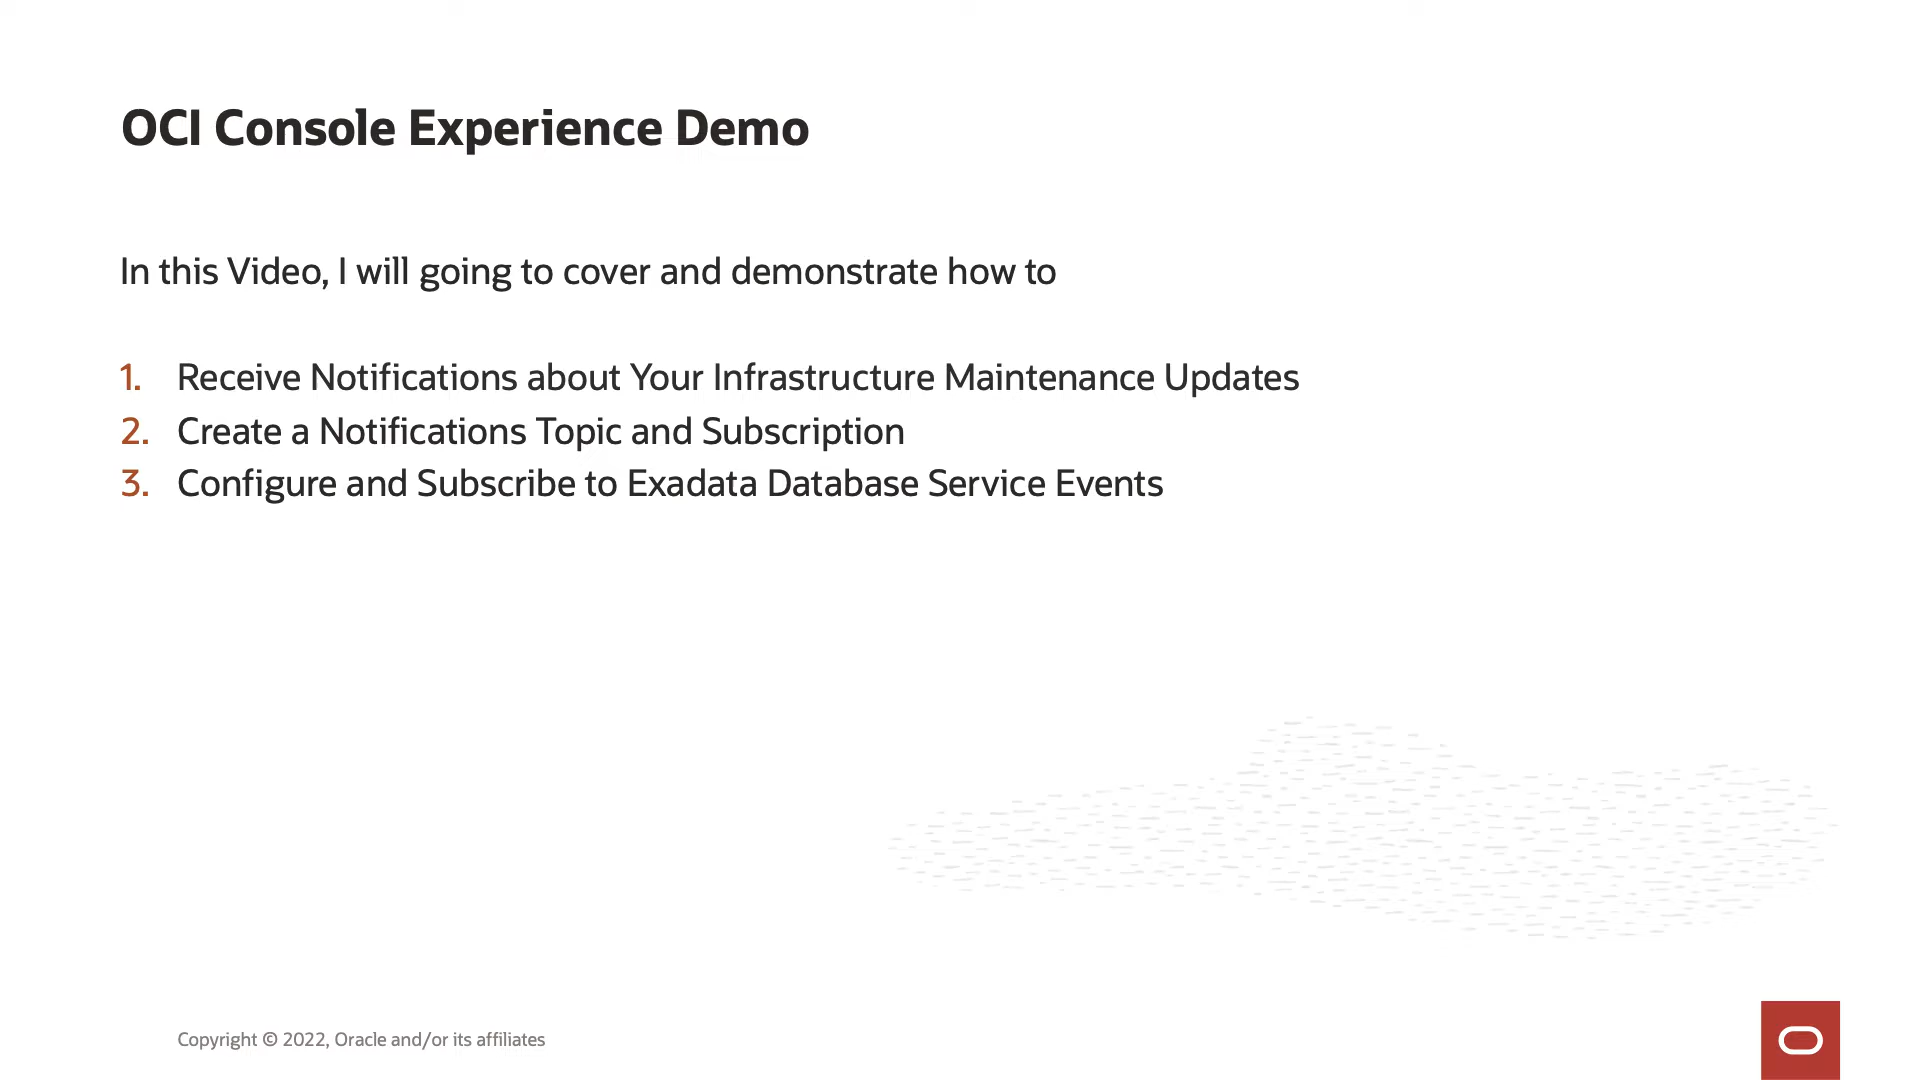 OCI Console Experience Demo
In this Video, I will going to cover and demonstrate how to
1. Receive Notifications about Your Infrastructure Maintenance Updates
2. Create a Notifications Topic and Subscription
3. Configure and Subscribe to Exadata Database Service Events
Copyright © 2022, Oracle and/or its affiliates